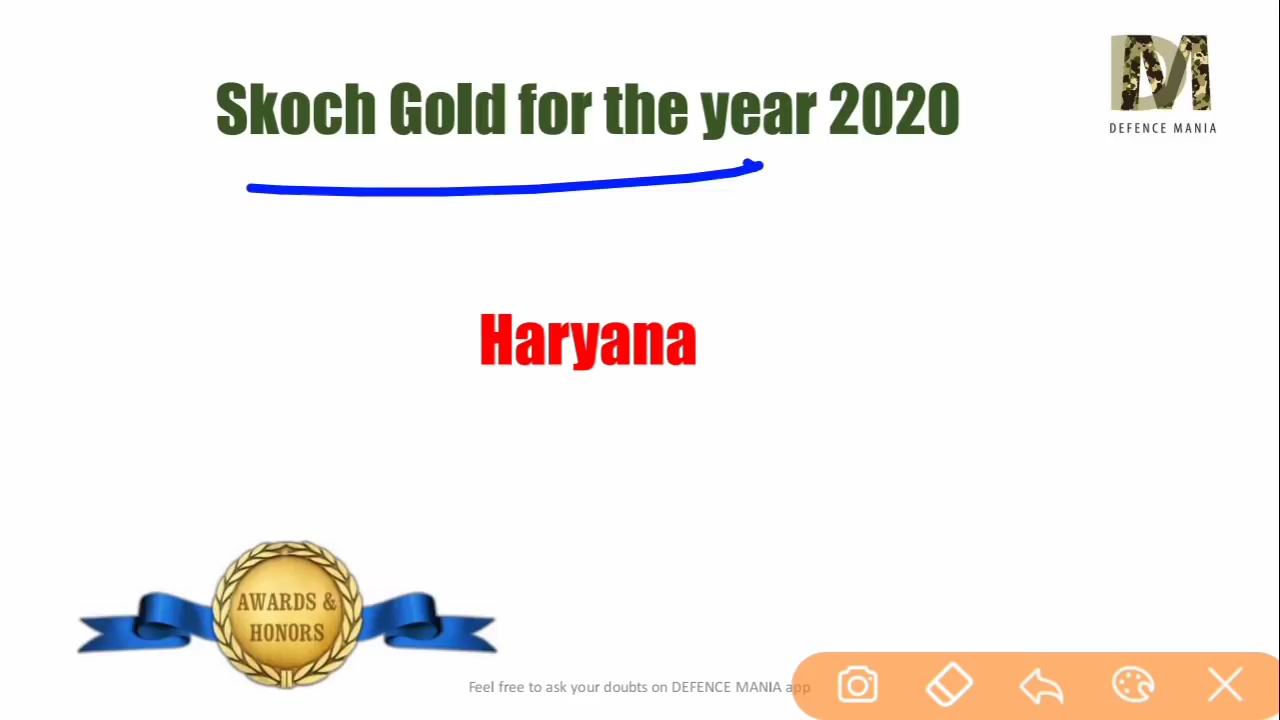 Skoch Gold for the year 2020
DM
DEFENCE MANIA
Haryana
AWARDS &
HONORS
Feel free to ask your doubts on DEFENCE MANIA app